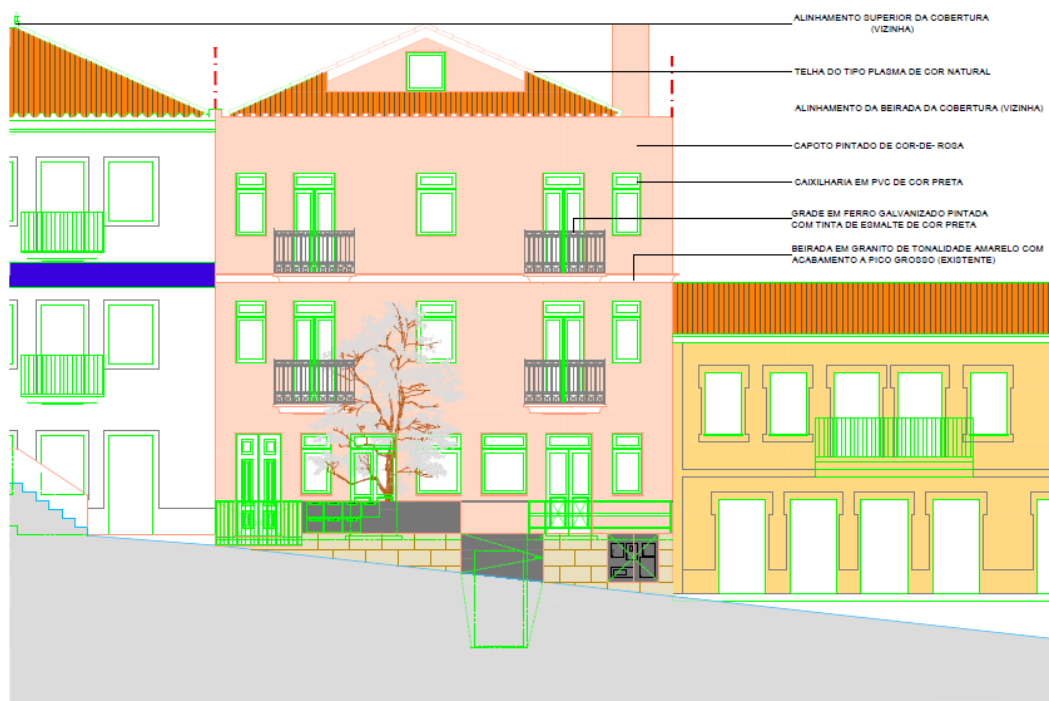 ALINHAMENTO SUPERIOR DA COBERTURA
(VIZINHA)
TELHA DO TIPO PLASMA DE COR NATURAL
ALINHAMENTO DA BEIRADA DA COBERTURA (VIZINHA)
CAPOTO PINTADO DE COR-DE- ROSA
CAIXILHARIA EM PVC DE COR PRETA
GRADE EM FERRO GALVANIZADO PINTADA
COM TINTA DE ESMALTE DE COR PRETA
BEIRADA EM GRANITO DE TONALIDADE AMARELO COM
ACABAMENTO A PICO GROSSO (EXISTENTE)